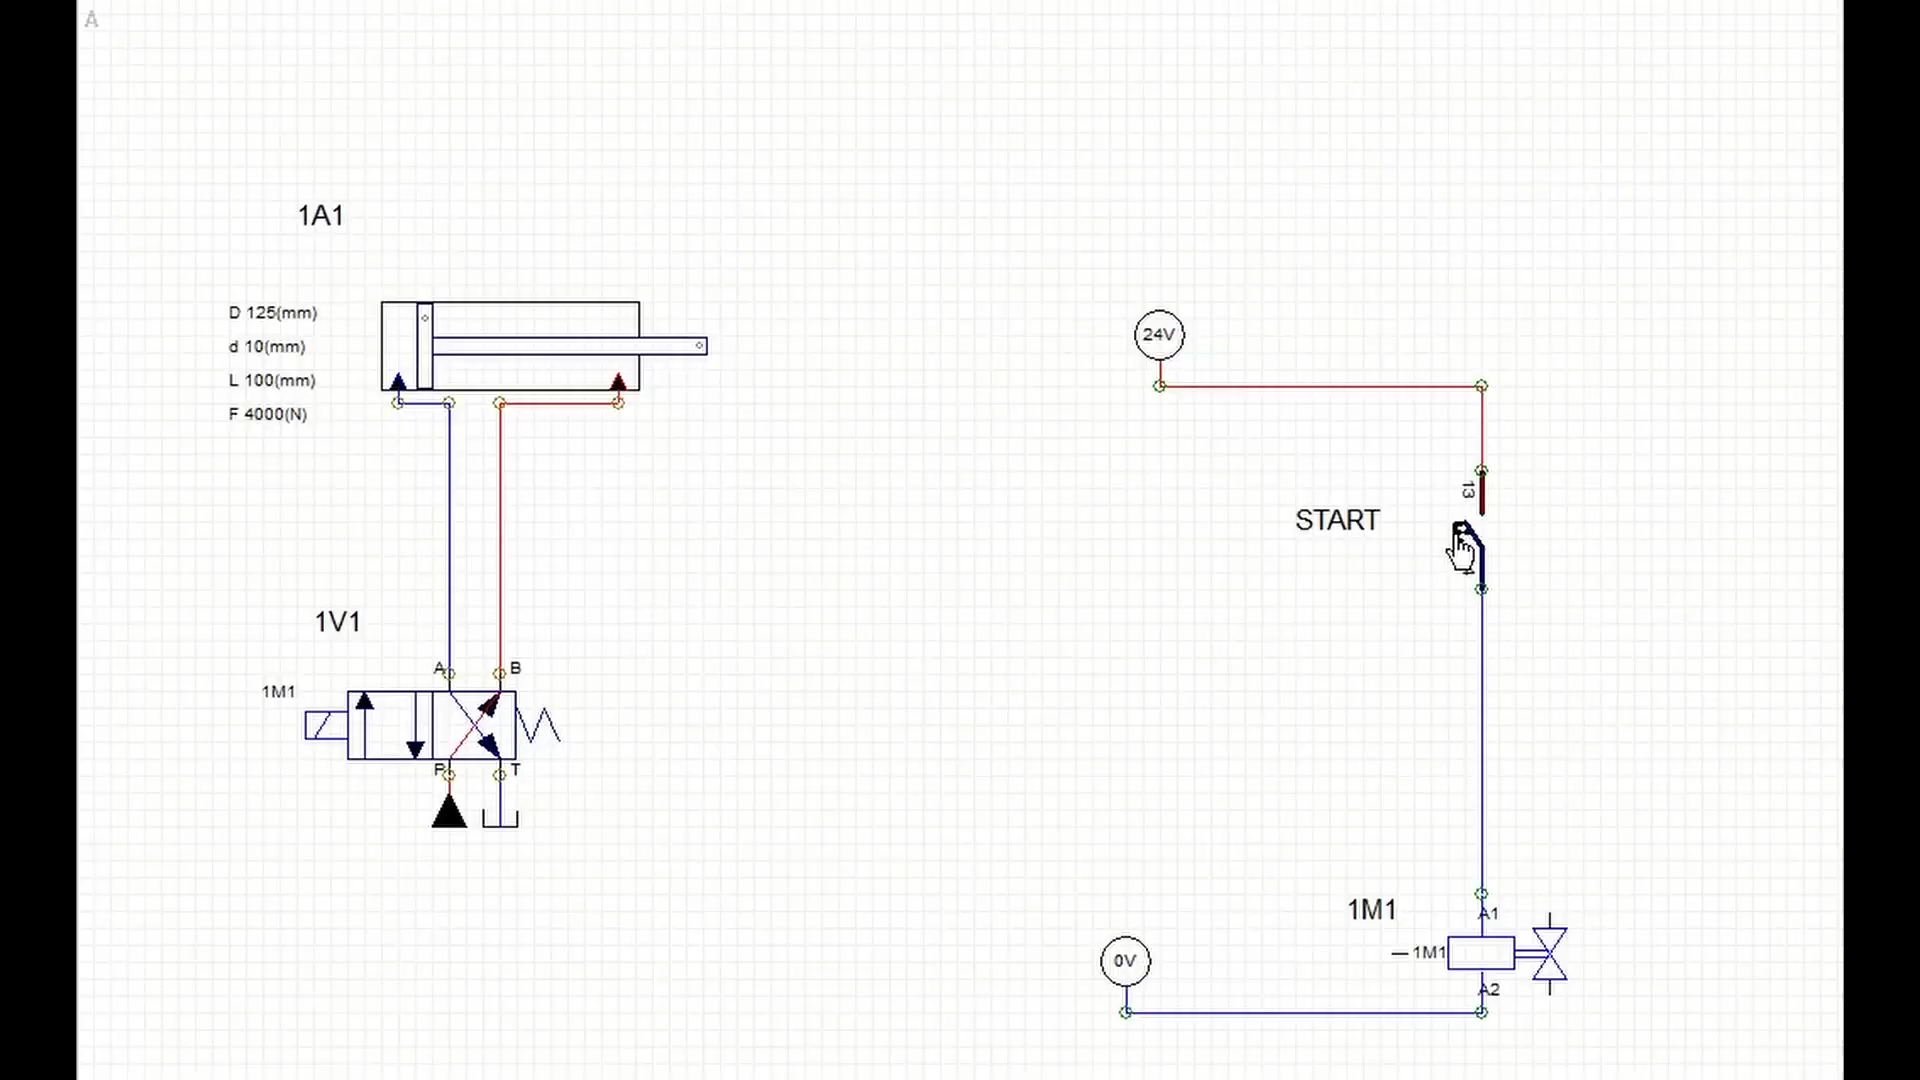 A
1A1
D 125(mm)
d 10(mm)
L 100(mm)
F 4000(N)
24V
13
START
1V1
A
B
1M1
P
T
1M1
A1
— 1M1
0V
A2